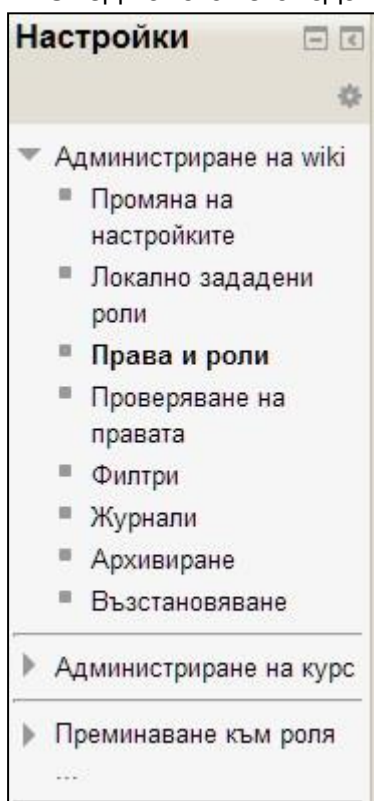 Настройки
Администриране на wiki
Промяна на
настройките
Локално зададени
роли
Права и роли
Проверяване на
правата
Филтри
Журнали
Архивиране
Възстановяване
Администриране на курс
Преминаване към роля
...